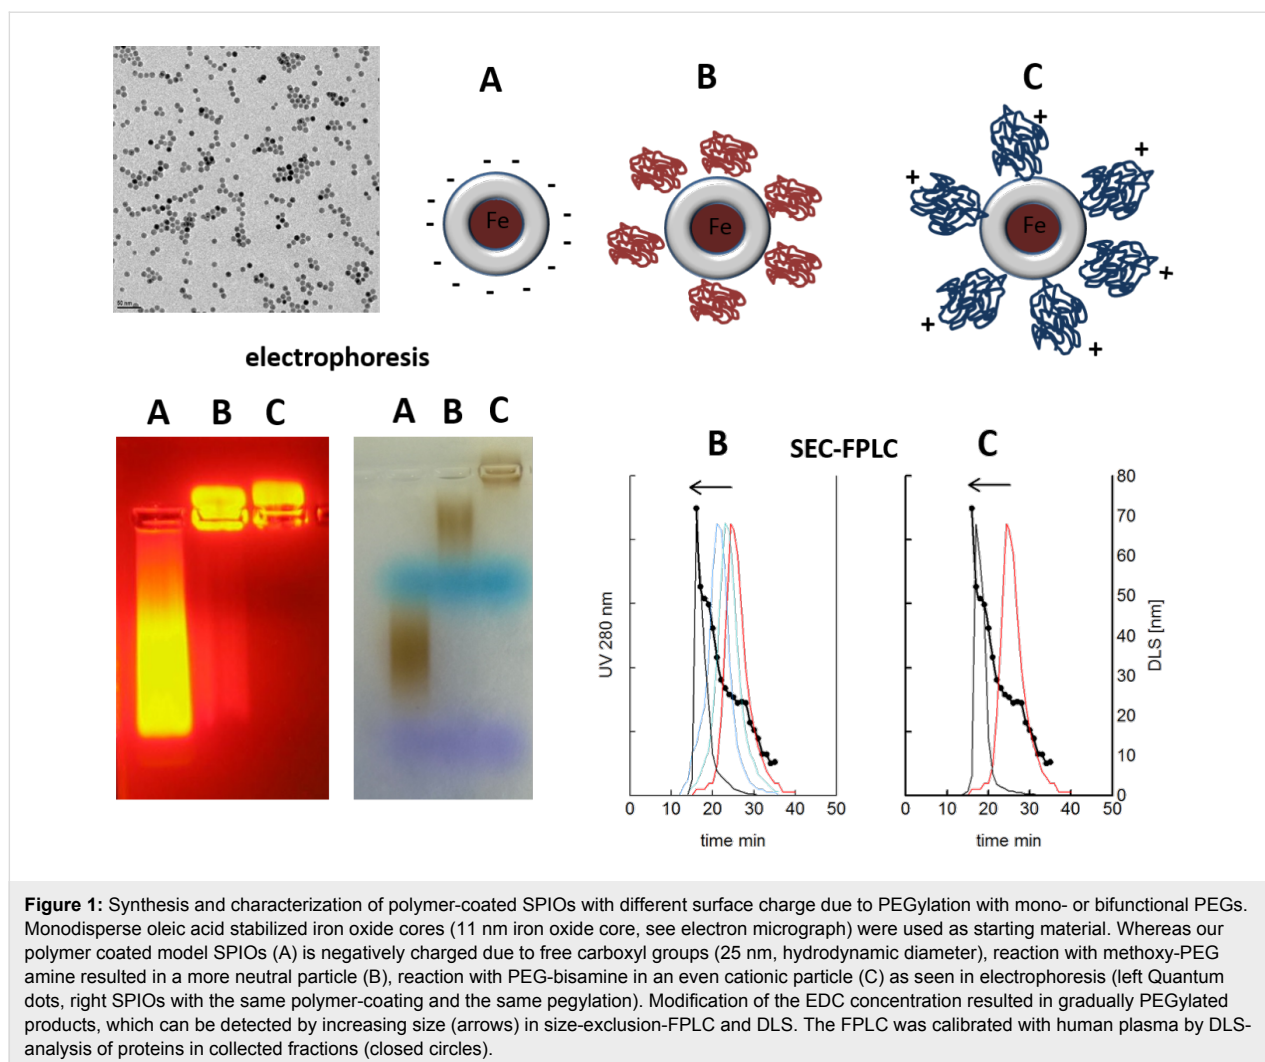 A
B
C
- - - - - - - - - - - - -
Fe
Fe
Fe
+ + + + + +
50 nm
electrophoresis
A B C
A B C
B
SEC-FPLC
C
UV 280 nm
0 10 20 30 40 50
time min
0 10 20 30 40 50
time min
80
70
60
50
40
30
20
10
0
DLS [nm]
Figure 1: Synthesis and characterization of polymer-coated SPIOs with different surface charge due to PEGylation with mono- or bifunctional PEGs.
Monodisperse oleic acid stabilized iron oxide cores (11 nm iron oxide core, see electron micrograph) were used as starting material. Whereas our
polymer coated model SPIOs (A) is negatively charged due to free carboxyl groups (25 nm, hydrodynamic diameter), reaction with methoxy-PEG
amine resulted in a more neutral particle (B), reaction with PEG-bisamine in an even cationic particle (C) as seen in electrophoresis (left Quantum
dots, right SPIOs with the same polymer-coating and the same pegylation). Modification of the EDC concentration resulted in gradually PEGylated
products, which can be detected by increasing size (arrows) in size-exclusion-FPLC and DLS. The FPLC was calibrated with human plasma by DLS-
analysis of proteins in collected fractions (closed circles).